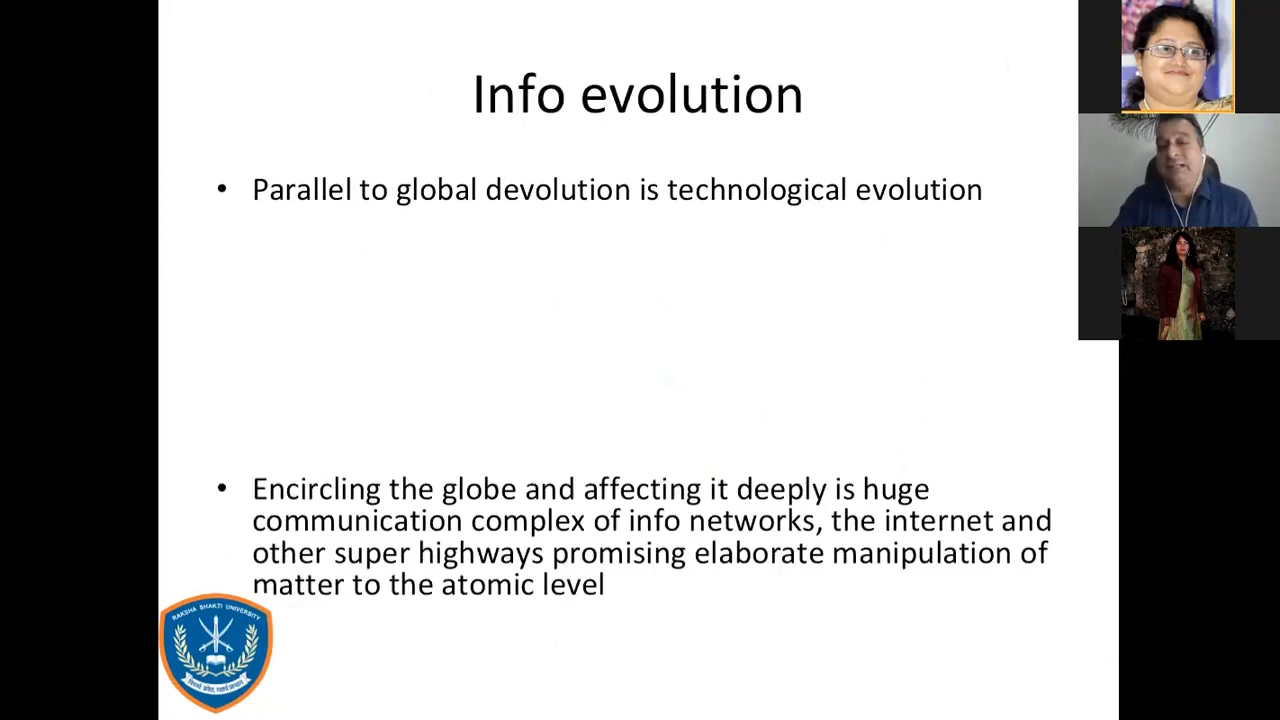 Info evolution
• Parallel to global devolution is technological evolution
• Encircling the globe and affecting it deeply is huge
communication complex of info networks, the internet and
other super highways promising elaborate manipulation of
matter to the atomic level
RAKSHA SHAKTI UNIVERSITY